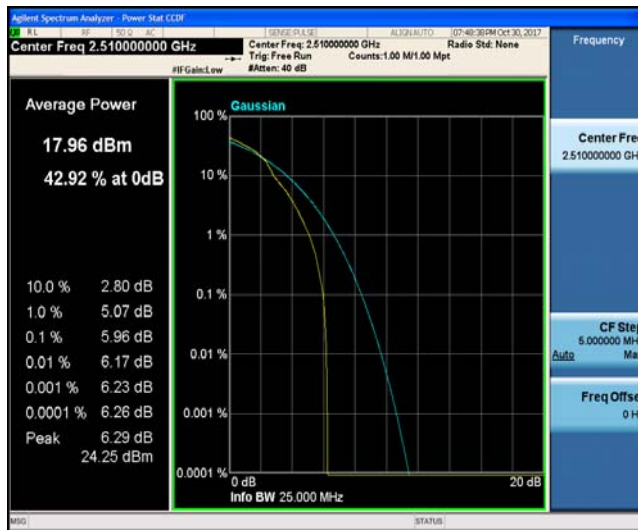 Agilent Spectrum Analyzer - Power Stat CCDF
RL RF 50 Ω AC SENSE:PULSE ALIGN AUTO 07:48:38 PM Oct 30, 2017
Center Freq 2.510000000 GHz
Center Freq: 2.510000000 GHz Radio Std: None
Trig: Free Run Counts:1.00 M/1.00 Mpt
#IFGain:Low #Atten: 40 dB
Average Power
17.96 dBm
42.92 % at 0dB
10.0 % 2.80 dB
1.0 % 5.07 dB
0.1 % 5.96 dB
0.01 % 6.17 dB
0.001 % 6.23 dB
0.0001 % 6.26 dB
Peak 6.29 dB
24.25 dBm
Gaussian
100 %
10 %
1 %
0.1 %
0.01 %
0.001 %
0.0001 %
0 dB 20 dB
Info BW 25.000 MHz
Frequency
Center Fre
2.510000000 GH
CF Step
5.000000 MH
Auto Ma
Freq Offse
0 H
MSG STATUS